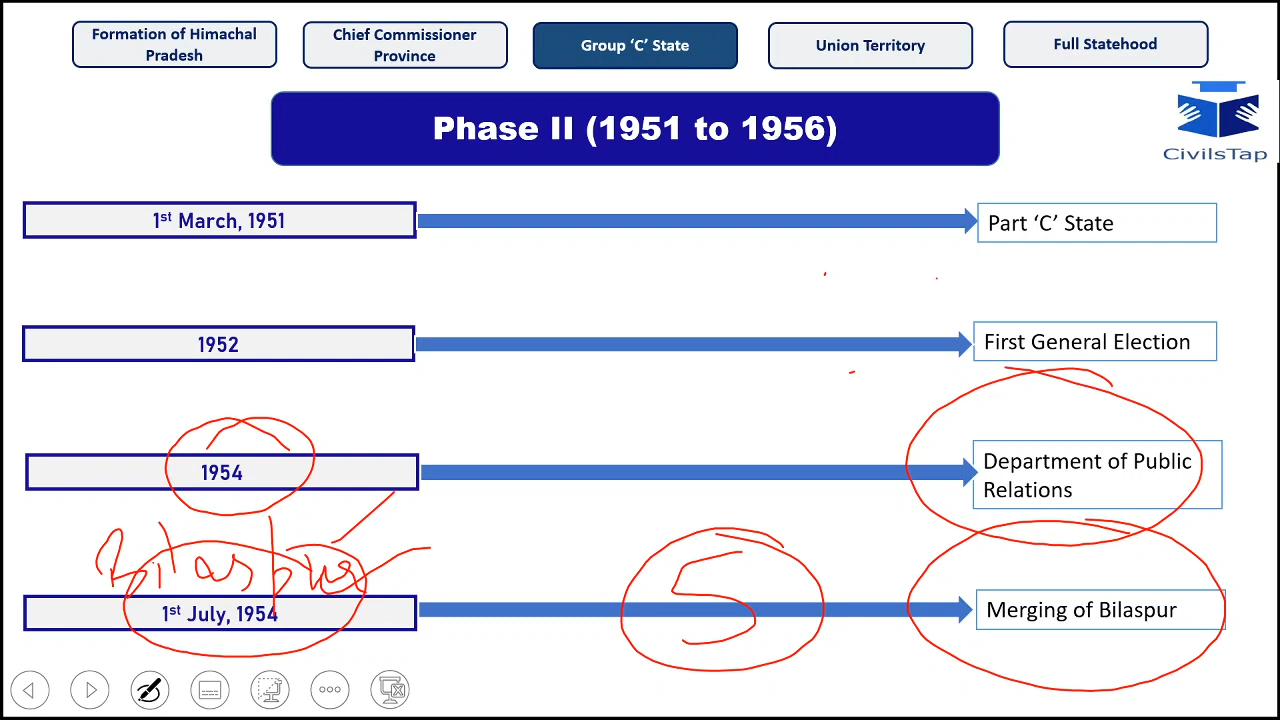 Formation of Himachal
Pradesh
Chief Commissioner
Province
Group ‘C’ State
Union Territory
Full Statehood
Phase II (1951 to 1956)
CivilsTap
1st March, 1951
Part ‘C’ State
1952
First General Election
1954
Department of Public
Relations
Bilaspur
5
1st July, 1954
Merging of Bilaspur